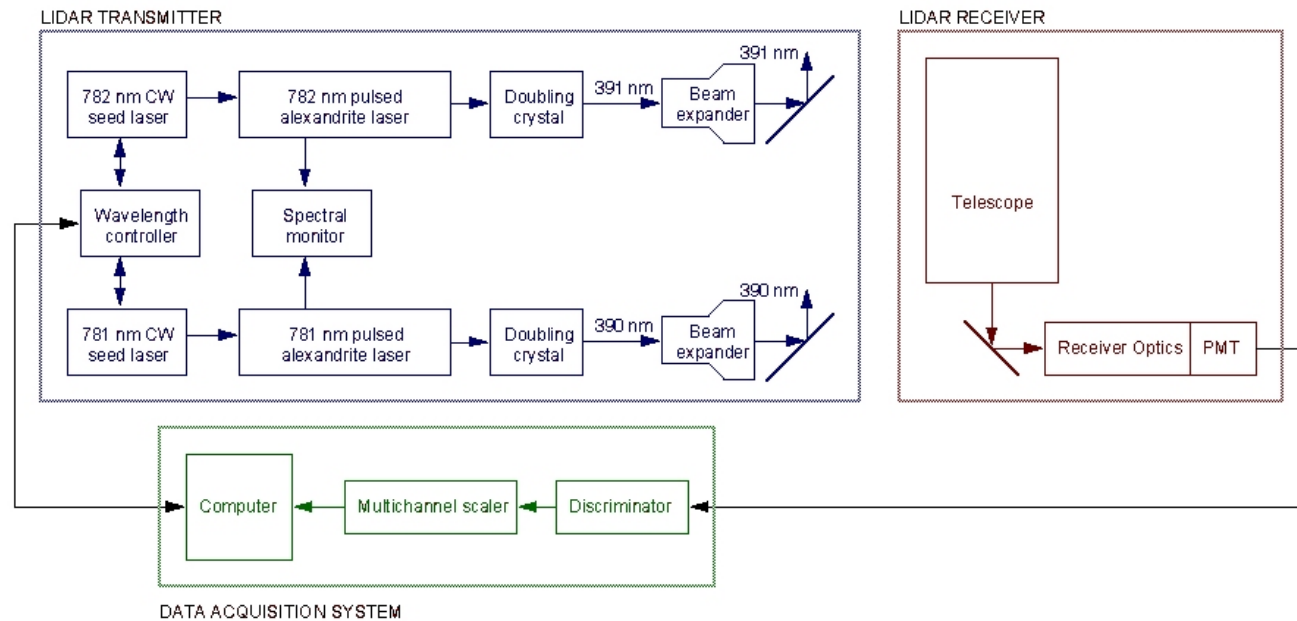 LIDAR TRANSMITTER
LIDAR RECEIVER
782 nm CW
seed laser
782 nm pulsed
alexandrite laser
Doubling
crystal
391 nm
Beam
expander
391 nm
Wavelength
controller
Spectral
monitor
781 nm CW
seed laser
781 nm pulsed
alexandrite laser
Doubling
crystal
390 nm
Beam
expander
390 nm
Telescope
Receiver Optics
PMT
Computer
Multichannel scaler
Discriminator
DATA ACQUISITION SYSTEM